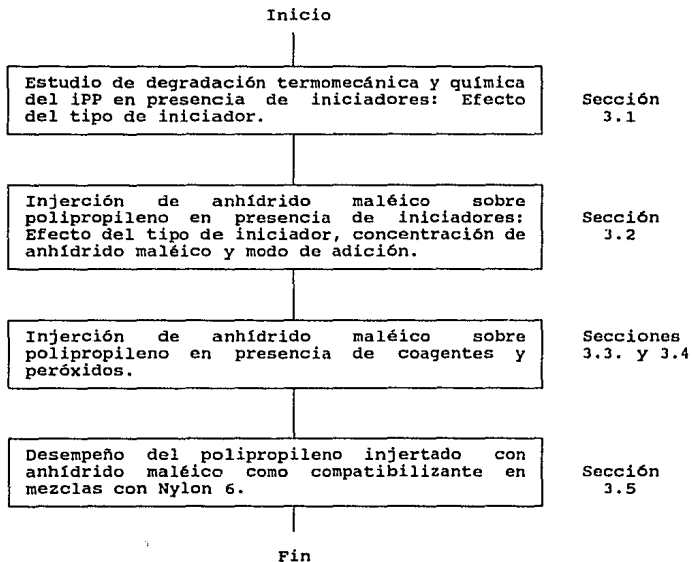 Inicio
Estudio de degradación termomecánica y química
del iPP en presencia de iniciadores: Efecto
del tipo de iniciador.
Sección
3.1
Injerción de anhídrido maléico sobre
polipropileno en presencia de iniciadores:
Efecto del tipo de iniciador, concentración de
anhídrido maléico y modo de adición.
Sección
3.2
Injerción de anhídrido maléico sobre
polipropileno en presencia de coagentes y
peróxidos.
Secciones
3.3. y 3.4
Desempeño del polipropileno injertado con
anhídrido maléico como compatibilizante en
mezclas con Nylon 6.
Sección
3.5
Fin